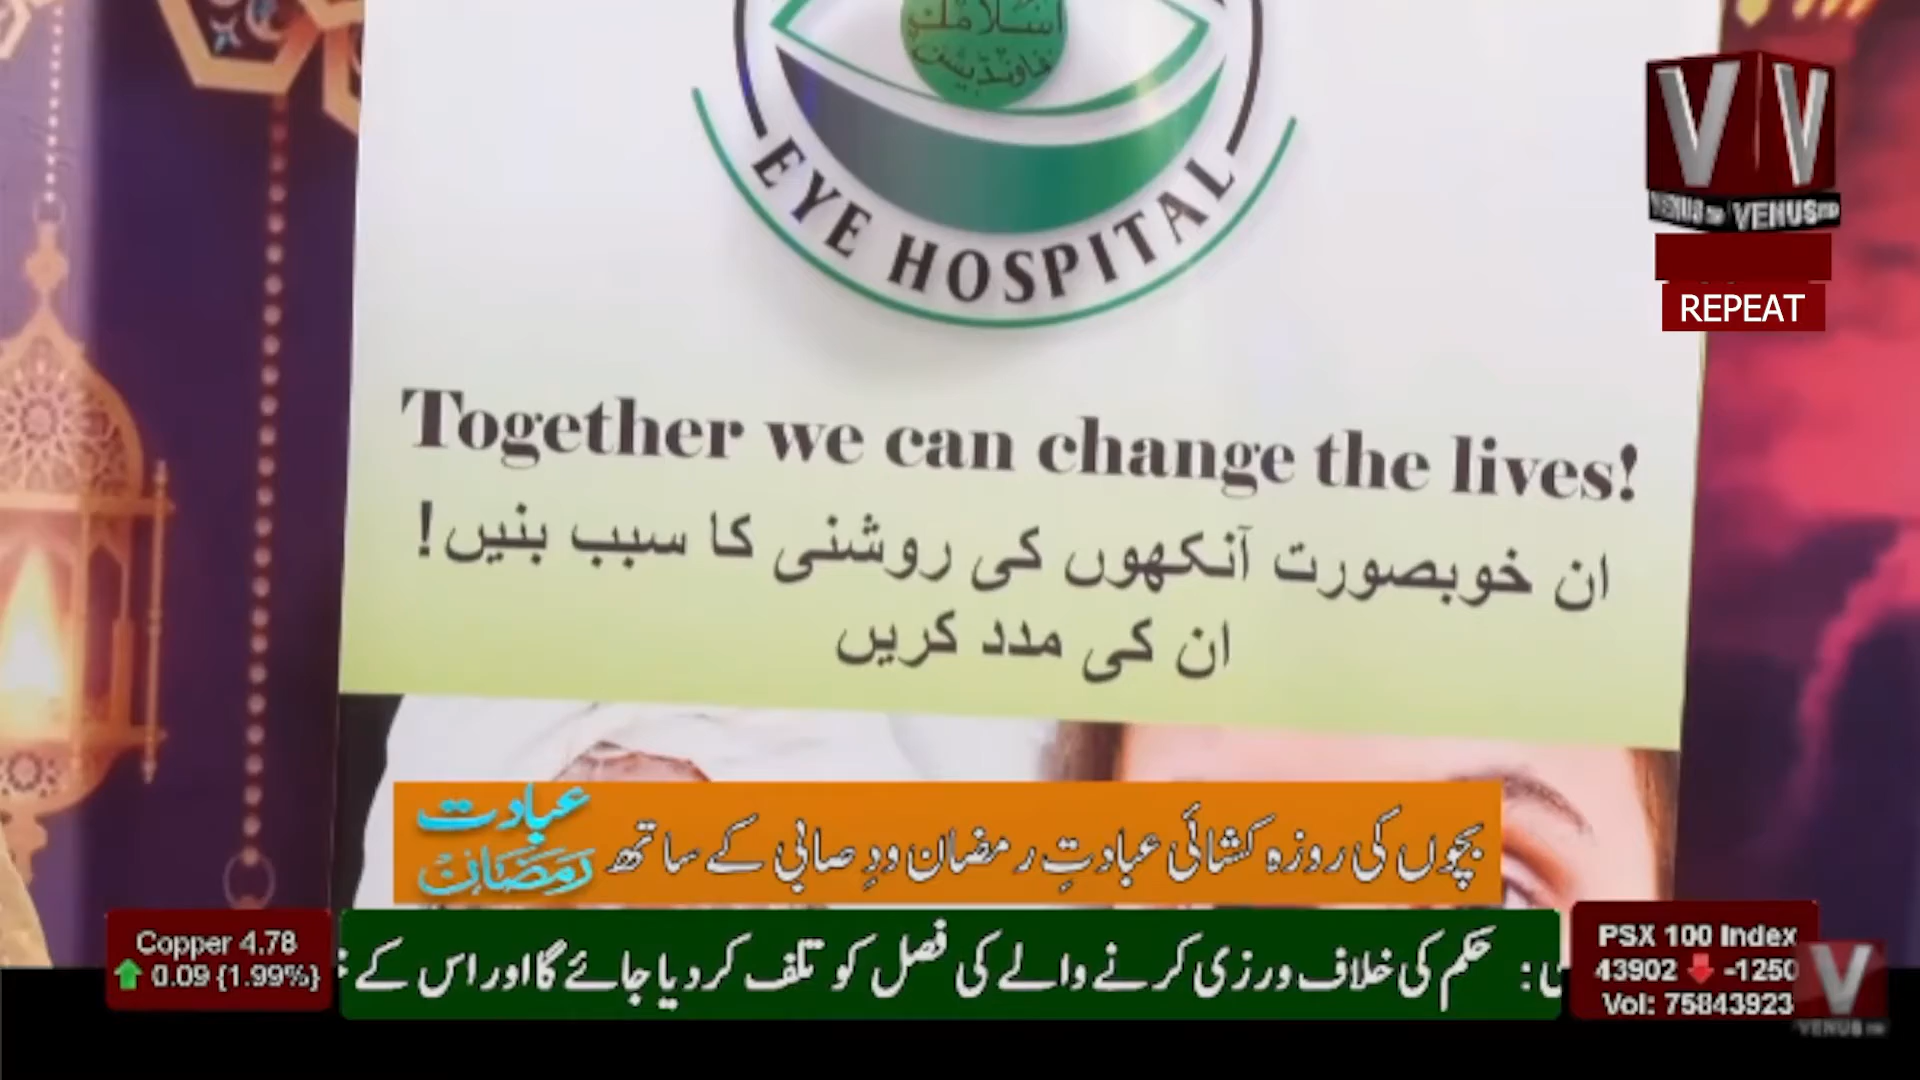 اسلامک
فاؤنڈیشن
EYE HOSPITAL
VENUS HD VENUS HD
REPEAT
Together we can change the lives!
ان خوبصورت آنکھوں کی روشنی کا سبب بنیں!
ان کی مدد کریں
بچوں کی روزہ کشائی عبادتِ رمضان ودِ صابی کے ساتھ
عبادت
رمضان
حکم کی خلاف ورزی کرنے والے کی فصل کو تلف کر دیا جائے گا اور اس کے
Copper 4.78
0.09 (1.99%)
PSX 100 Index
43902 -1250
Vol: 75843923
VENUS HD